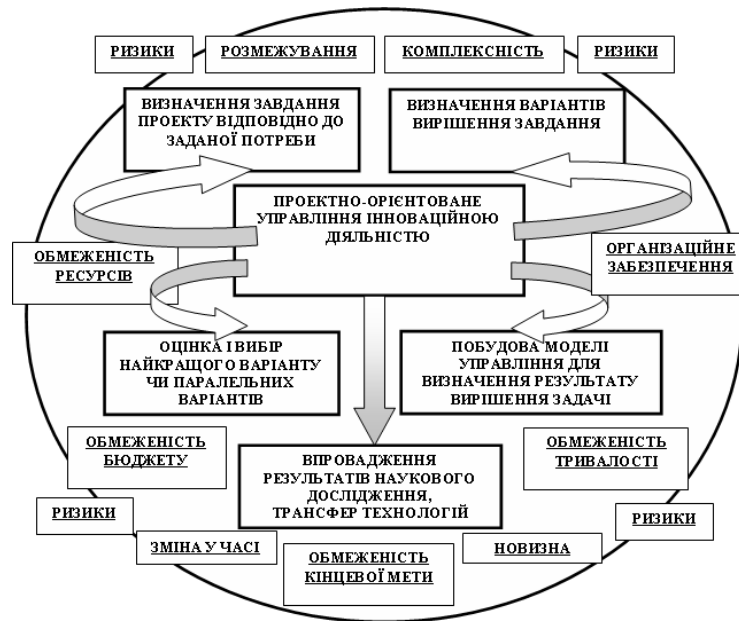 РИЗИКИ
РОЗМЕЖУВАННЯ
КОМПЛЕКСНІСТЬ
РИЗИКИ
ВИЗНАЧЕННЯ ЗАВДАННЯ
ПРОЕКТУ ВІДПОВІДНО ДО
ЗАДАНОЇ ПОТРЕБИ
ВИЗНАЧЕННЯ ВАРІАНТІВ
ВИРІШЕННЯ ЗАВДАННЯ
ПРОЕКТНО-ОРІЄНТОВАНЕ
УПРАВЛІННЯ ІННОВАЦІЙНОЮ
ДІЯЛЬНІСТЮ
ОБМЕЖЕНІСТЬ
РЕСУРСІВ
ОРГАНІЗАЦІЙНЕ
ЗАБЕЗПЕЧЕННЯ
ОЦІНКА І ВИБІР
НАЙКРАЩОГО ВАРІАНТУ
ЧИ ПАРАЛЕЛЬНИХ
ВАРІАНТІВ
ПОБУДОВА МОДЕЛІ
УПРАВЛІННЯ ДЛЯ
ВИЗНАЧЕННЯ РЕЗУЛЬТАТУ
ВИРІШЕННЯ ЗАДАЧІ
ОБМЕЖЕНІСТЬ
БЮДЖЕТУ
ВПРОВАДЖЕННЯ
РЕЗУЛЬТАТІВ НАУКОВОГО
ДОСЛІДЖЕННЯ,
ТРАНСФЕР ТЕХНОЛОГІЙ
ОБМЕЖЕНІСТЬ
ТРИВАЛОСТІ
РИЗИКИ
РИЗИКИ
ЗМІНА У ЧАСІ
ОБМЕЖЕНІСТЬ
КІНЦЕВОЇ МЕТИ
НОВИЗНА